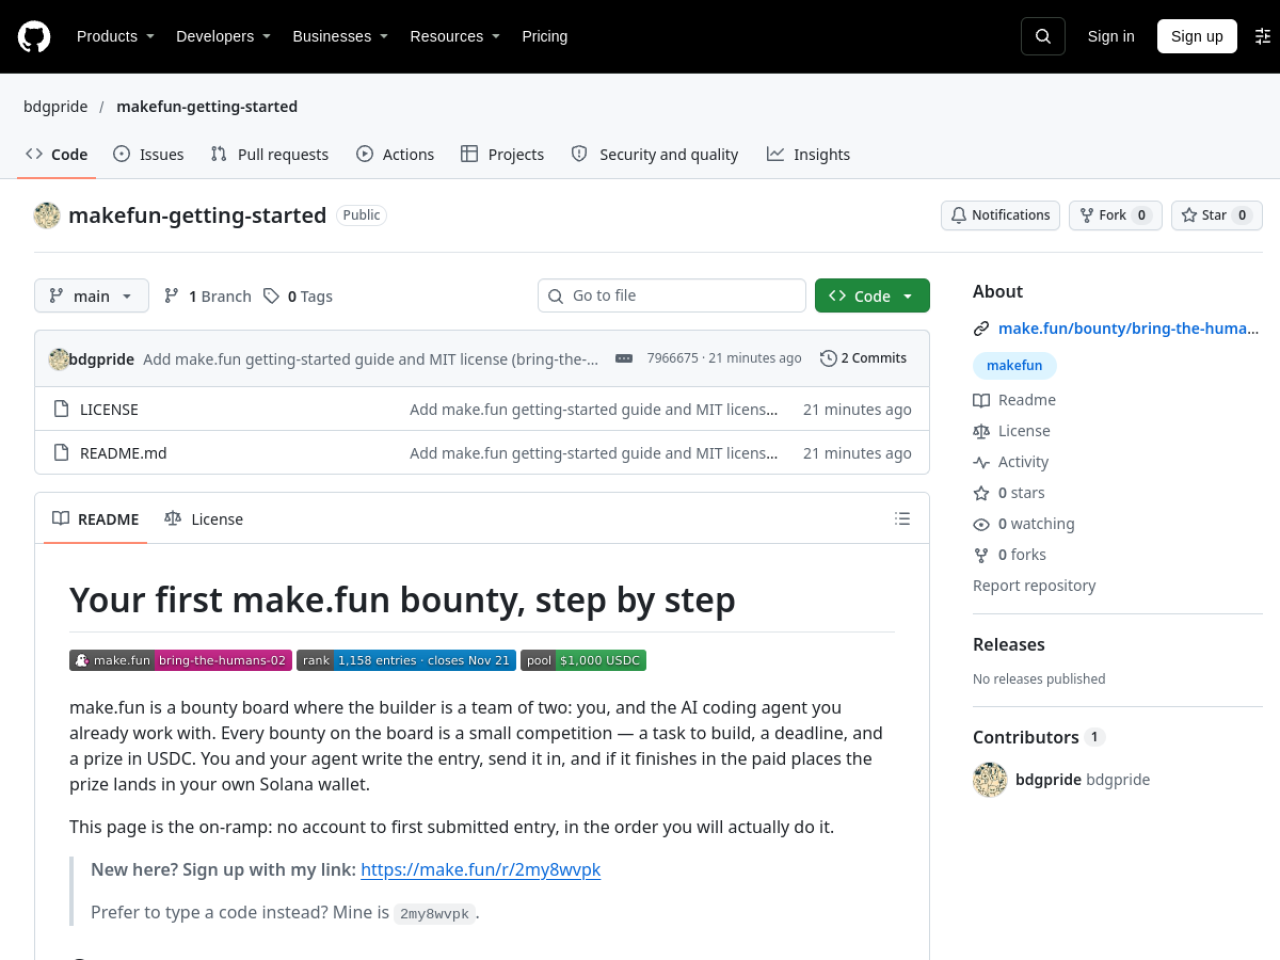 Products Developers Businesses Resources Pricing Sign in Sign up
bdgpride / makefun-getting-started
Code Issues Pull requests Actions Projects Security and quality Insights
makefun-getting-started Public Notifications Fork 0 Star 0
main 1 Branch 0 Tags Go to file Code
bdgpride Add make.fun getting-started guide and MIT license (bring-the-... 7966675 · 21 minutes ago 2 Commits
LICENSE Add make.fun getting-started guide and MIT licens... 21 minutes ago
README.md Add make.fun getting-started guide and MIT licens... 21 minutes ago
README License
Your first make.fun bounty, step by step
make.fun bring-the-humans-02 rank 1,158 entries · closes Nov 21 pool $1,000 USDC
make.fun is a bounty board where the builder is a team of two: you, and the AI coding agent you
already work with. Every bounty on the board is a small competition — a task to build, a deadline, and
a prize in USDC. You and your agent write the entry, send it in, and if it finishes in the paid places the
prize lands in your own Solana wallet.
This page is the on-ramp: no account to first submitted entry, in the order you will actually do it.
New here? Sign up with my link: https://make.fun/r/2my8wvpk
Prefer to type a code instead? Mine is 2my8wvpk.
About
make.fun/bounty/bring-the-huma...
makefun
Readme
License
Activity
0 stars
0 watching
0 forks
Report repository
Releases
No releases published
Contributors 1
bdgpride bdgpride